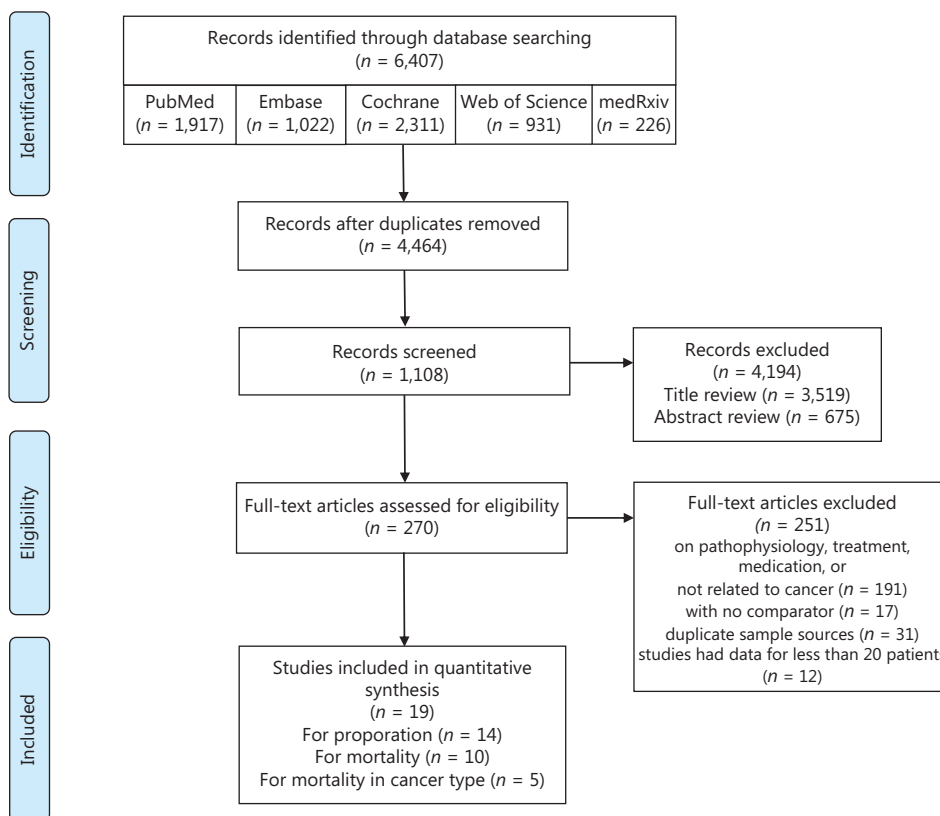 Identification
Records identified through database searching
(n = 6,407)
PubMed
(n = 1,917)
Embase
(n = 1,022)
Cochrane
(n = 2,311)
Web of Science
(n = 931)
medRxiv
(n = 226)
Screening
Records after duplicates removed
(n = 4,464)
Records screened
(n = 1,108)
Records excluded
(n = 4,194)
Title review (n = 3,519)
Abstract review (n = 675)
Eligibility
Full-text articles assessed for eligibility
(n = 270)
Full-text articles excluded
(n = 251)
on pathophysiology, treatment,
medication, or
not related to cancer (n = 191)
with no comparator (n = 17)
duplicate sample sources (n = 31)
studies had data for less than 20 patients
(n = 12)
Included
Studies included in quantitative
synthesis
(n = 19)
For proporation (n = 14)
For mortality (n = 10)
For mortality in cancer type (n = 5)